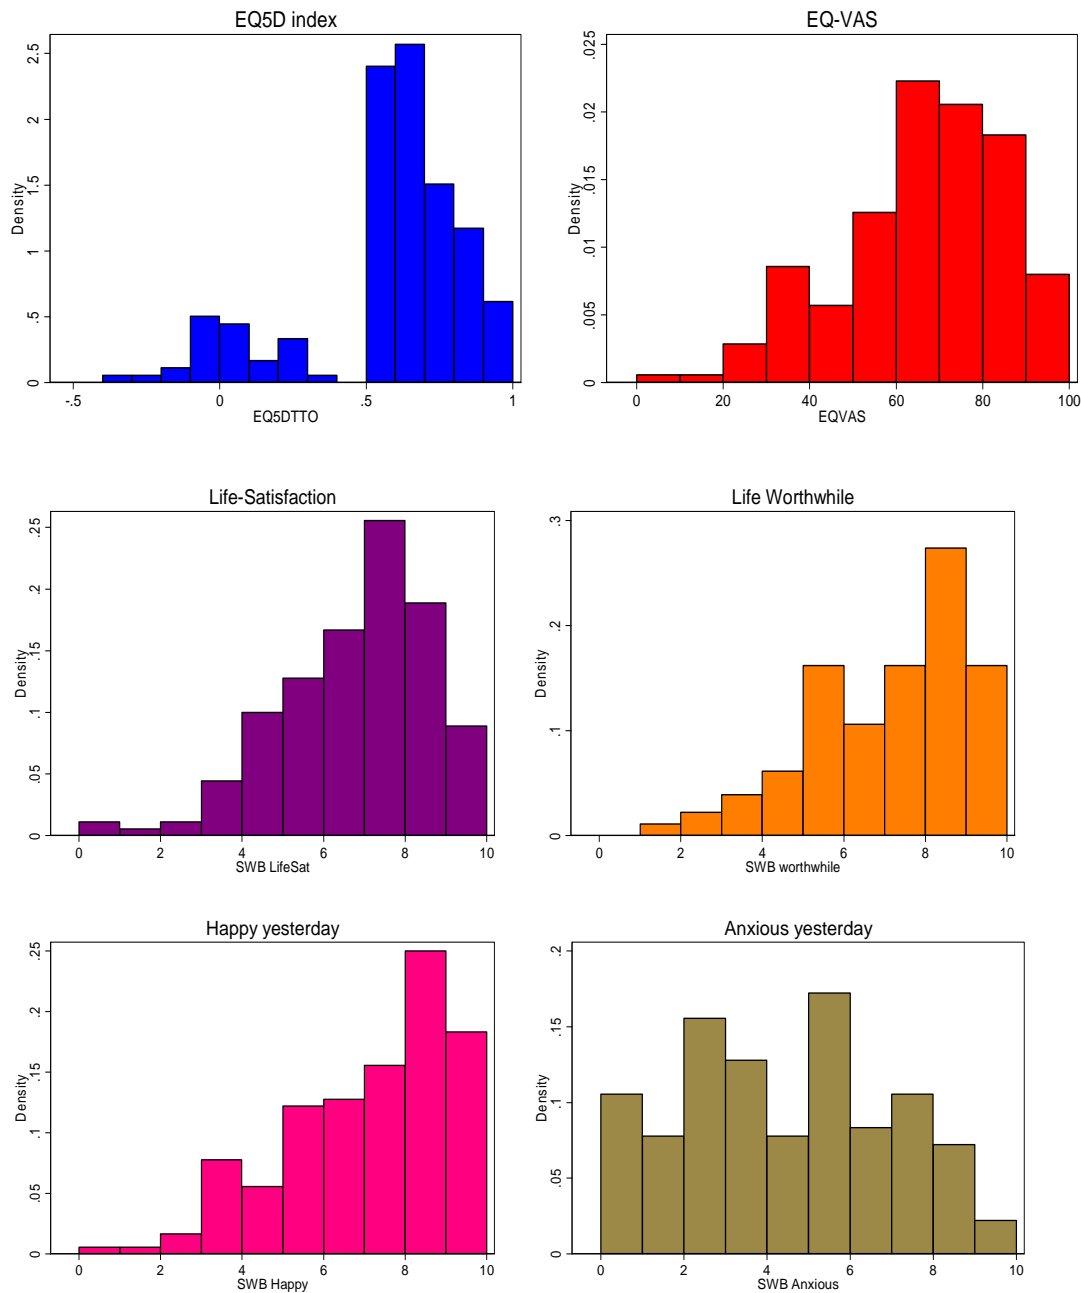 EQ5D index
Density
0 .5 1 1.5 2 2.5
-.5 0 .5 1
EQ5DTTO
EQ-VAS
Density
0 .005 .01 .015 .02 .025
0 20 40 60 80 100
EQVAS
Life-Satisfaction
Density
0 .05 .1 .15 .2 .25
0 2 4 6 8 10
SWB LifeSat
Life Worthwhile
Density
0 .1 .2 .3
0 2 4 6 8 10
SWB worthwhile
Happy yesterday
Density
0 .05 .1 .15 .2 .25
0 2 4 6 8 10
SWB Happy
Anxious yesterday
Density
0 .05 .1 .15 .2
0 2 4 6 8 10
SWB Anxious